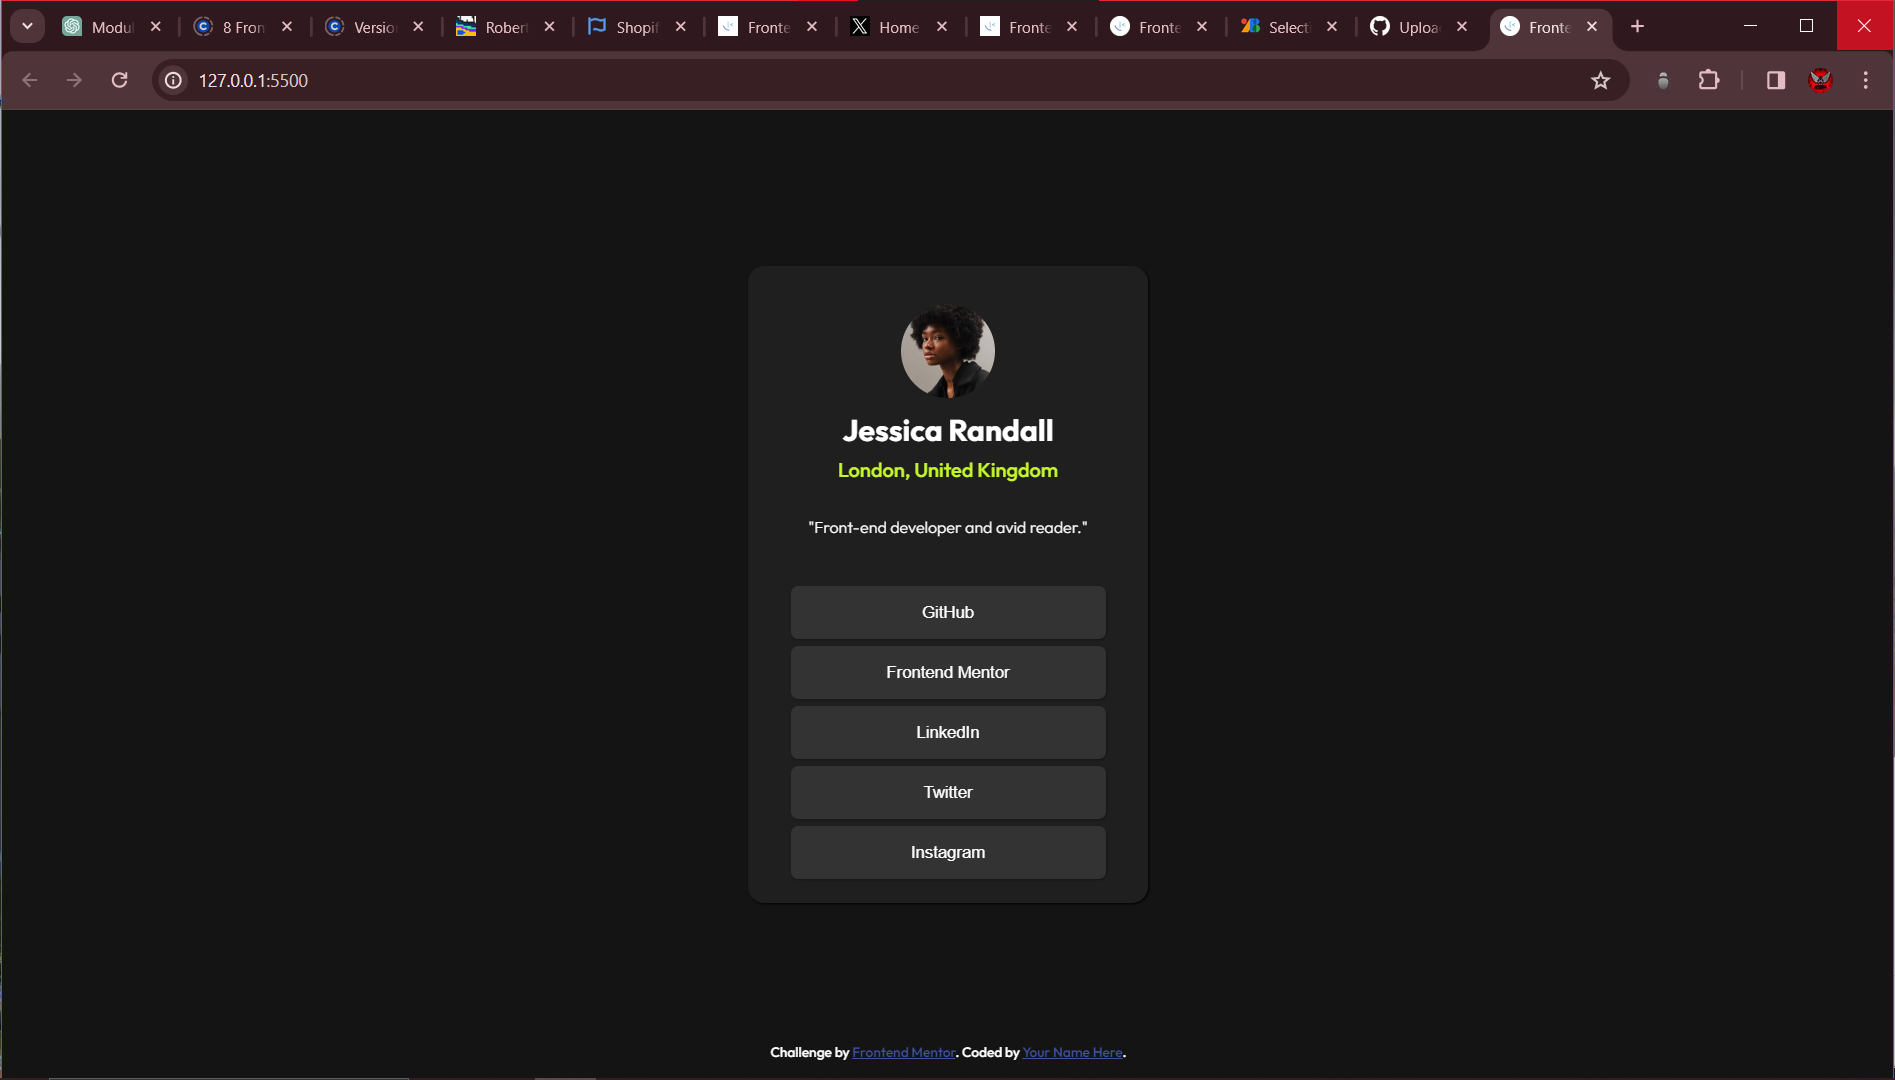 Modul
8 Fron
Versio
Rober
Shopif
Fronte
Home
Fronte
Fronte
Selecti
Uploa
Fronte
127.0.0.1:5500
Jessica Randall
London, United Kingdom
"Front-end developer and avid reader."
GitHub
Frontend Mentor
LinkedIn
Twitter
Instagram
Challenge by Frontend Mentor. Coded by Your Name Here.